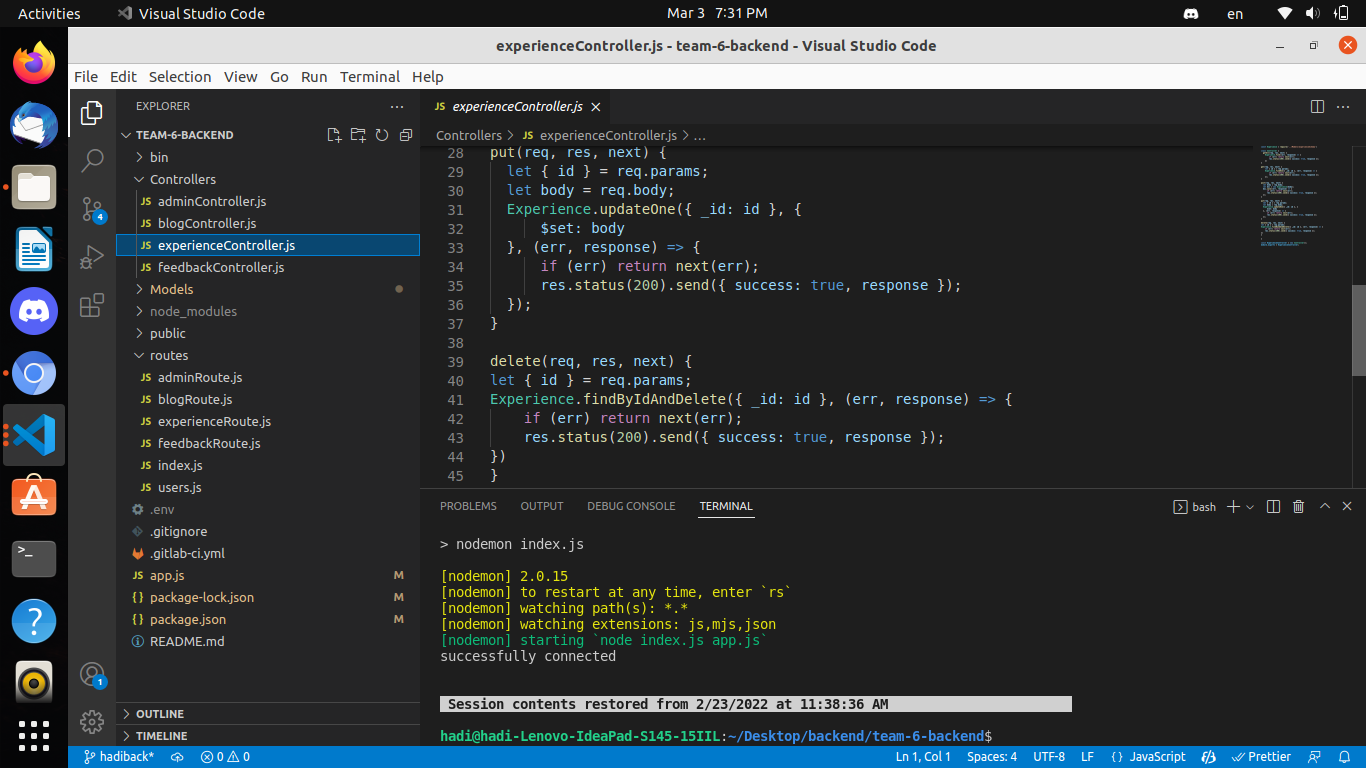 Activities
Visual Studio Code
Mar 3 7:31 PM
en
experienceController.js - team-6-backend - Visual Studio Code
File Edit Selection View Go Run Terminal Help
EXPLORER
TEAM-6-BACKEND
bin
Controllers
JS adminController.js
JS blogController.js
JS experienceController.js
JS feedbackController.js
Models
node_modules
public
routes
JS adminRoute.js
JS blogRoute.js
JS experienceRoute.js
JS feedbackRoute.js
JS index.js
JS users.js
.env
.gitignore
.gitlab-ci.yml
JS app.js M
{} package-lock.json M
{} package.json M
README.md
OUTLINE
TIMELINE
4
1
JS experienceController.js
Controllers > JS experienceController.js > ...
28 put(req, res, next) {
29 let { id } = req.params;
30 let body = req.body;
31 Experience.updateOne({ _id: id }, {
32 $set: body
33 }, (err, response) => {
34 if (err) return next(err);
35 res.status(200).send({ success: true, response });
36 });
37 }
38
39 delete(req, res, next) {
40 let { id } = req.params;
41 Experience.findByIdAndDelete({ _id: id }, (err, response) => {
42 if (err) return next(err);
43 res.status(200).send({ success: true, response });
44 })
45 }
PROBLEMS OUTPUT DEBUG CONSOLE TERMINAL
bash
> nodemon index.js
[nodemon] 2.0.15
[nodemon] to restart at any time, enter `rs`
[nodemon] watching path(s): *.*
[nodemon] watching extensions: js,mjs,json
[nodemon] starting `node index.js app.js`
successfully connected
Session contents restored from 2/23/2022 at 11:38:36 AM
hadi@hadi-Lenovo-IdeaPad-S145-15IIL:~/Desktop/backend/team-6-backend$
hadiback* 0 0
Ln 1, Col 1 Spaces: 4 UTF-8 LF {} JavaScript Prettier